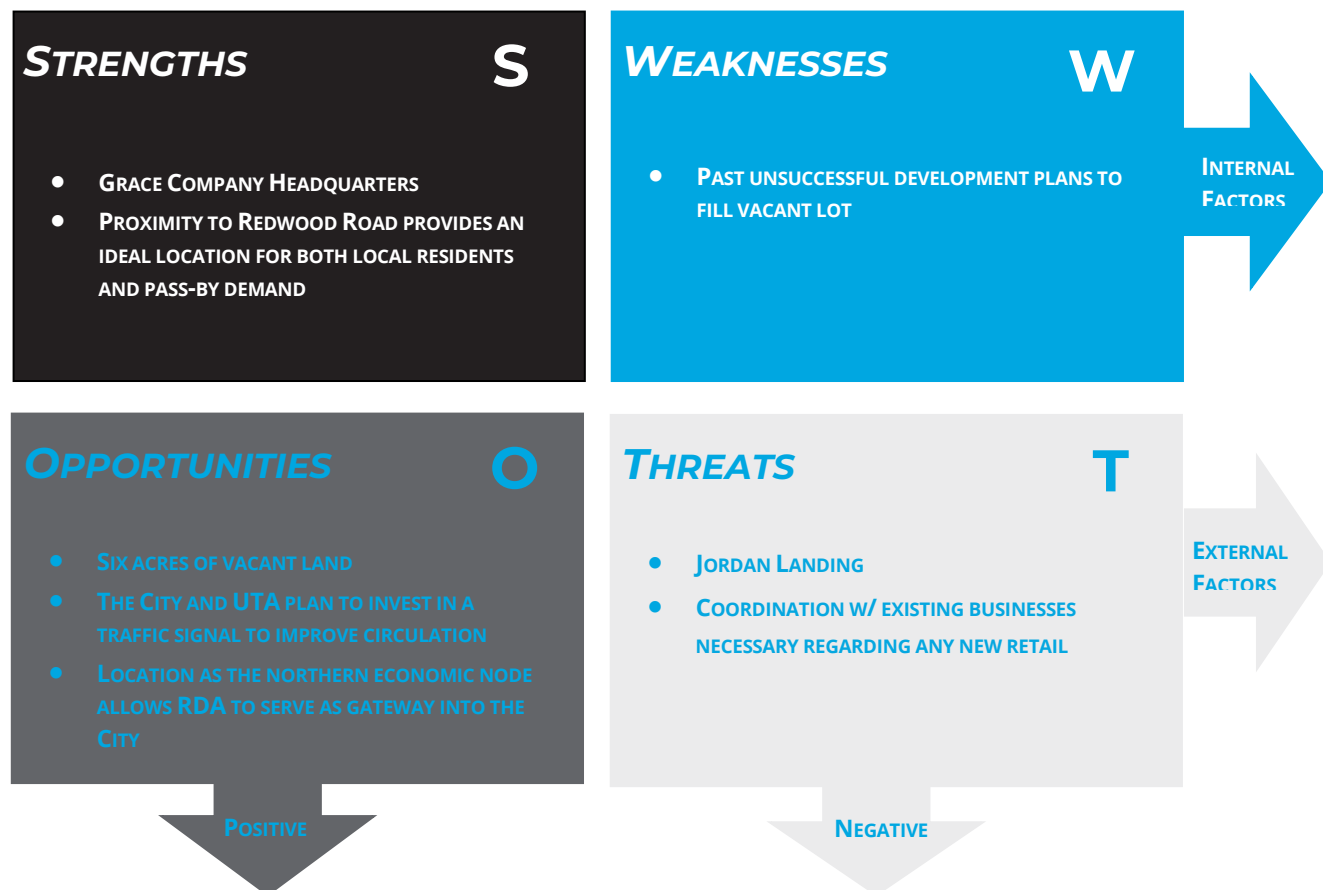 STRENGTHS
S
• GRACE COMPANY HEADQUARTERS
• PROXIMITY TO REDWOOD ROAD PROVIDES AN
IDEAL LOCATION FOR BOTH LOCAL RESIDENTS
AND PASS-BY DEMAND
WEAKNESSES
W
• PAST UNSUCCESSFUL DEVELOPMENT PLANS TO
FILL VACANT LOT
INTERNAL
FACTORS
OPPORTUNITIES
O
• SIX ACRES OF VACANT LAND
• THE CITY AND UTA PLAN TO INVEST IN A
TRAFFIC SIGNAL TO IMPROVE CIRCULATION
• LOCATION AS THE NORTHERN ECONOMIC NODE
ALLOWS RDA TO SERVE AS GATEWAY INTO THE
CITY
THREATS
T
• JORDAN LANDING
• COORDINATION W/ EXISTING BUSINESSES
NECESSARY REGARDING ANY NEW RETAIL
EXTERNAL
FACTORS
POSITIVE
NEGATIVE